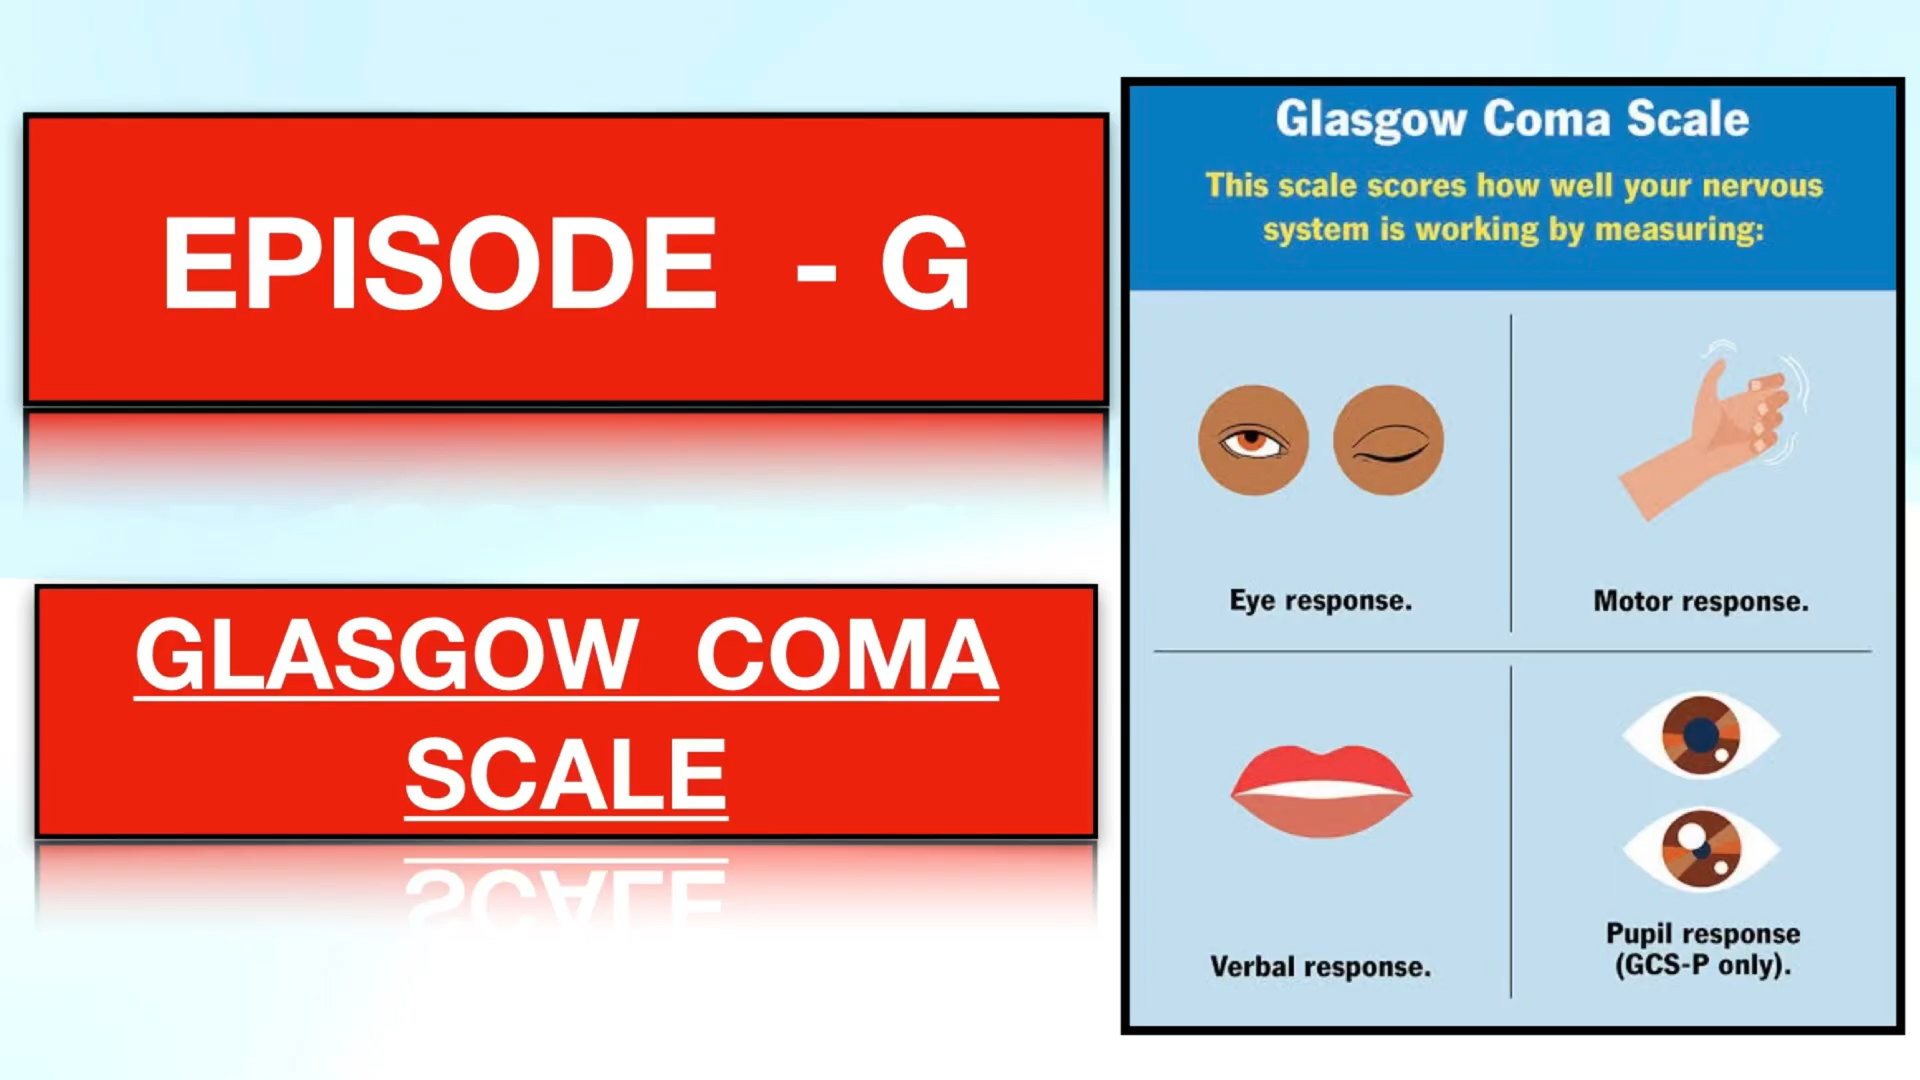 EPISODE - G
GLASGOW COMA
SCALE
Glasgow Coma Scale
This scale scores how well your nervous
system is working by measuring:
Eye response.
Motor response.
Verbal response.
Pupil response
(GCS-P only).